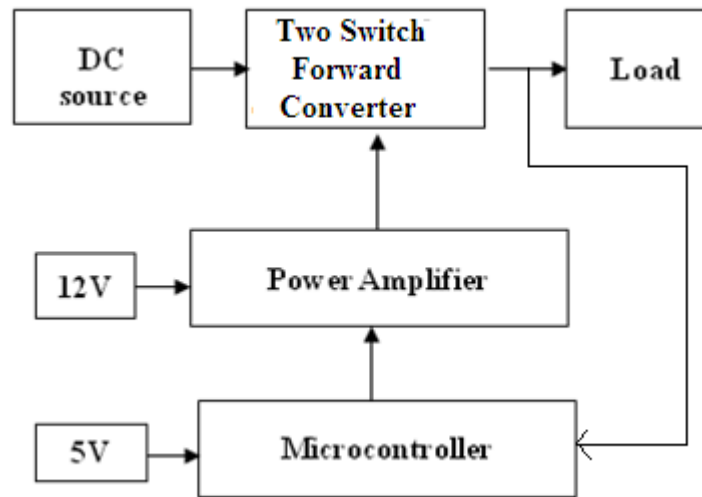 DC
source
Two Switch
Forward
Converter
Load
12V
Power Amplifier
5V
Microcontroller